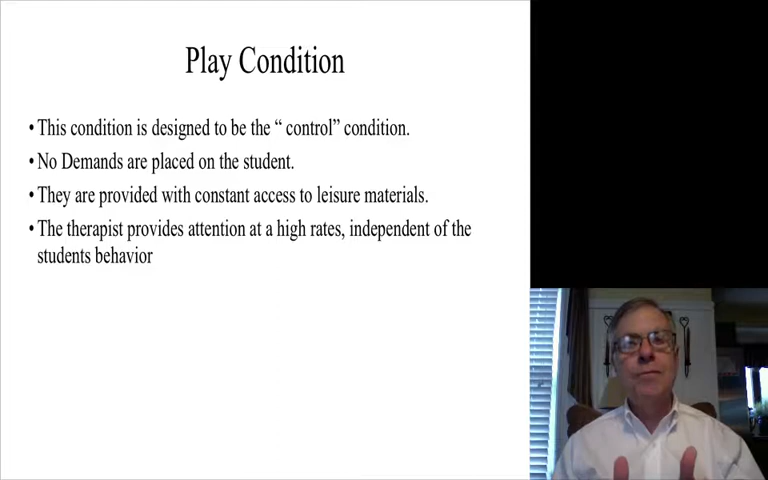 Play Condition
• This condition is designed to be the “ control” condition.
• No Demands are placed on the student.
• They are provided with constant access to leisure materials.
• The therapist provides attention at a high rates, independent of the
students behavior